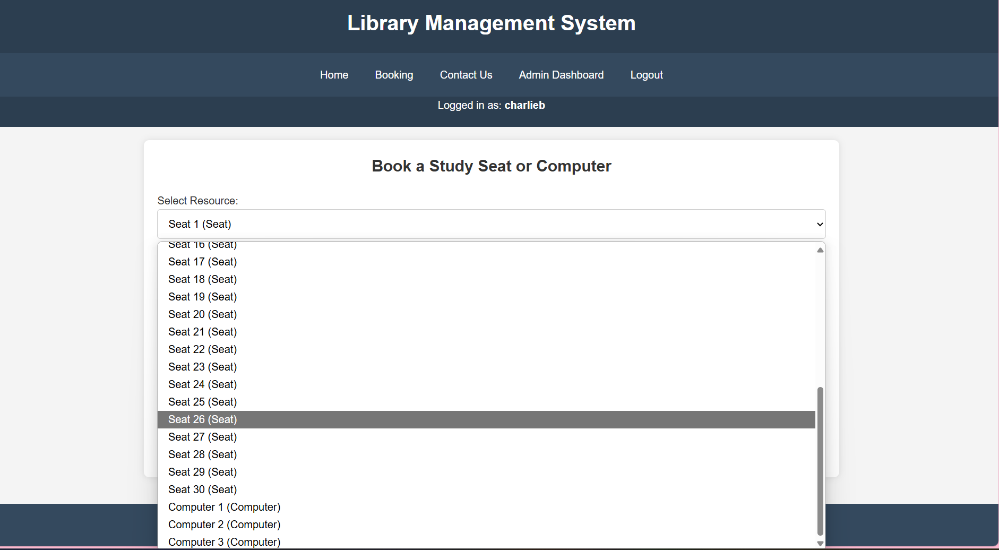 Library Management System
Home Booking Contact Us Admin Dashboard Logout
Logged in as: charlieb
Book a Study Seat or Computer
Select Resource:
Seat 1 (Seat)
Seat 16 (Seat)
Seat 17 (Seat)
Seat 18 (Seat)
Seat 19 (Seat)
Seat 20 (Seat)
Seat 21 (Seat)
Seat 22 (Seat)
Seat 23 (Seat)
Seat 24 (Seat)
Seat 25 (Seat)
Seat 26 (Seat)
Seat 27 (Seat)
Seat 28 (Seat)
Seat 29 (Seat)
Seat 30 (Seat)
Computer 1 (Computer)
Computer 2 (Computer)
Computer 3 (Computer)